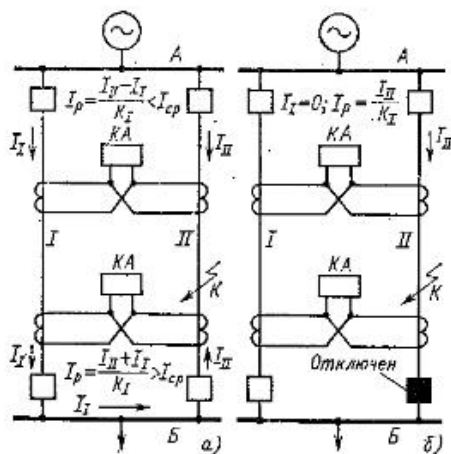 А
I_р = (I_II − I_I)/k_I < I_ср
I_I
КА
I_II
I
II
КА
К
I_I
I_р = (I_II + I_I)/k_I > I_ср
I_II
I_I
Б
а)
А
I_I = 0; I_р = I_II/k_I
I_II
КА
I
II
КА
К
Отключен
Б
б)